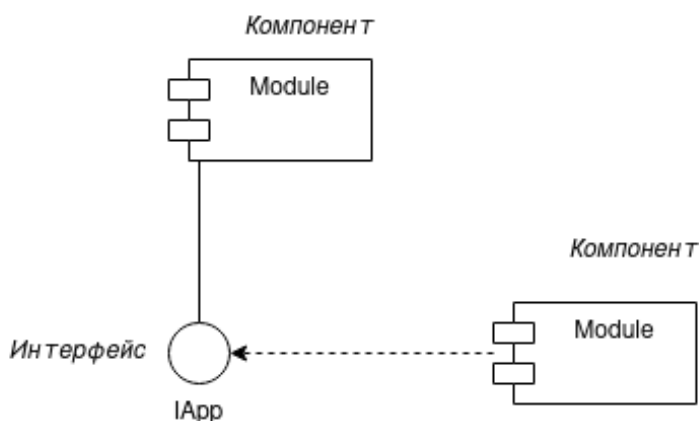 Компонент
Module
Компонент
Module
Интерфейс
IApp